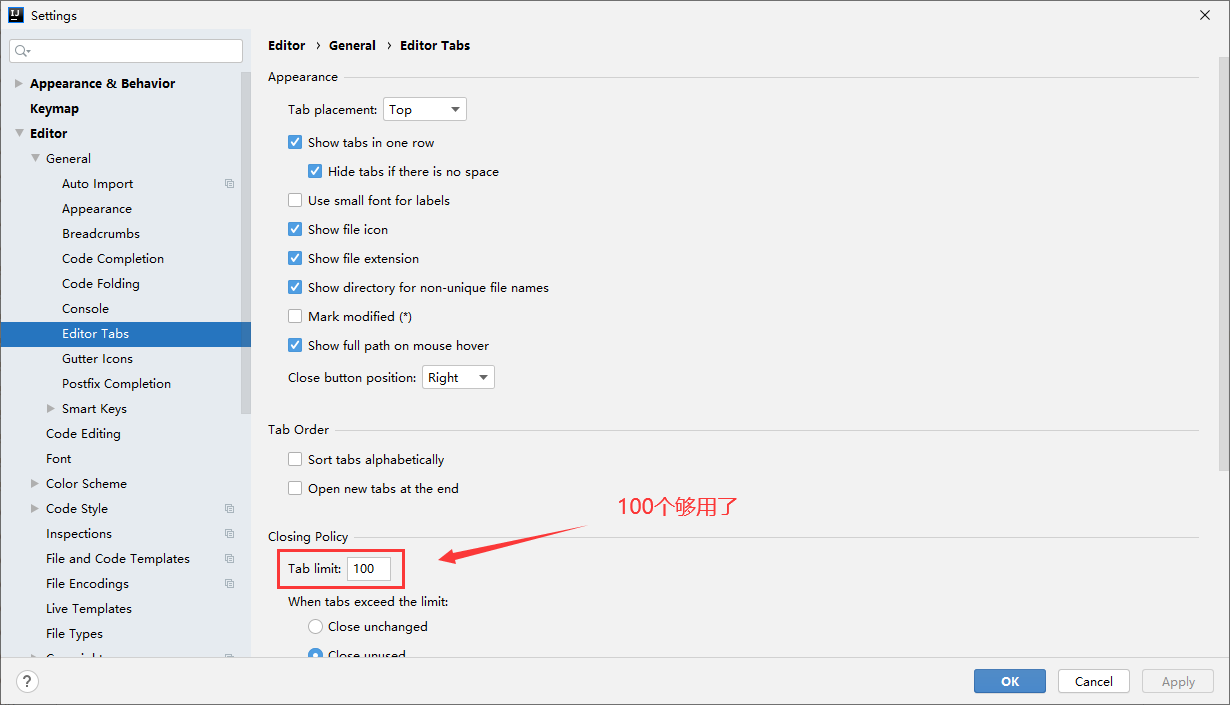 Settings
Appearance & Behavior
Keymap
Editor
General
Auto Import
Appearance
Breadcrumbs
Code Completion
Code Folding
Console
Editor Tabs
Gutter Icons
Postfix Completion
Smart Keys
Code Editing
Font
Color Scheme
Code Style
Inspections
File and Code Templates
File Encodings
Live Templates
File Types
Editor › General › Editor Tabs
Appearance
Tab placement: Top
Show tabs in one row
Hide tabs if there is no space
Use small font for labels
Show file icon
Show file extension
Show directory for non-unique file names
Mark modified (*)
Show full path on mouse hover
Close button position: Right
Tab Order
Sort tabs alphabetically
Open new tabs at the end
100个够用了
Closing Policy
Tab limit: 100
When tabs exceed the limit:
Close unchanged
Close unused
?
OK
Cancel
Apply